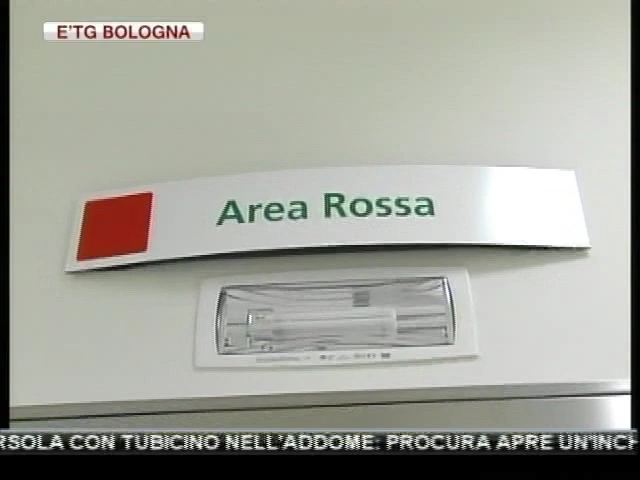 E'TG BOLOGNA
Area Rossa
RSOLA CON TUBICINO NELL'ADDOME: PROCURA APRE UN'INCH